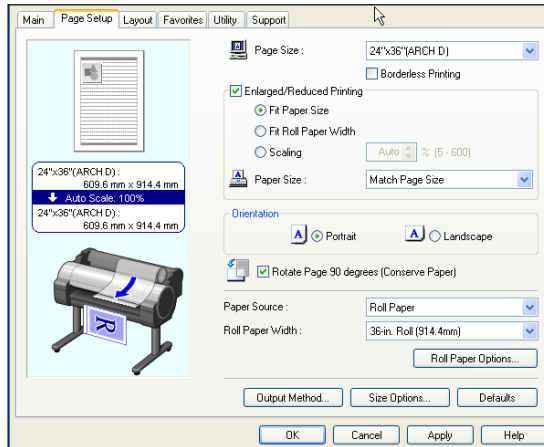 Main Page Setup Layout Favorites Utility Support
Page Size : 24"x36"(ARCH D)
Borderless Printing
Enlarged/Reduced Printing
Fit Paper Size
Fit Roll Paper Width
Scaling Auto % (5 - 600)
24"x36"(ARCH D) :
609.6 mm x 914.4 mm
Auto Scale: 100%
24"x36"(ARCH D) :
609.6 mm x 914.4 mm
Paper Size : Match Page Size
Orientation
A Portrait A Landscape
Rotate Page 90 degrees (Conserve Paper)
R
Paper Source : Roll Paper
Roll Paper Width : 36-in. Roll (914.4mm)
Roll Paper Options...
Output Method... Size Options... Defaults
OK Cancel Apply Help